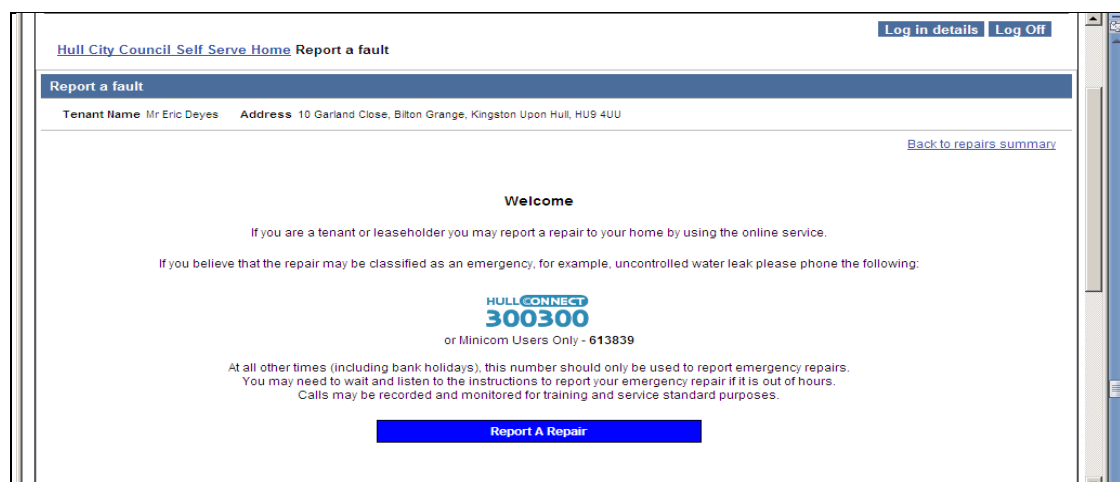 Log in details Log Off
Hull City Council Self Serve Home Report a fault
Report a fault
Tenant Name Mr Eric Deyes Address 10 Garland Close, Bilton Grange, Kingston Upon Hull, HU9 4UU
Back to repairs summary
Welcome
If you are a tenant or leaseholder you may report a repair to your home by using the online service.
If you believe that the repair may be classified as an emergency, for example, uncontrolled water leak please phone the following:
HULL CONNECT
300300
or Minicom Users Only - 613839
At all other times (including bank holidays), this number should only be used to report emergency repairs.
You may need to wait and listen to the instructions to report your emergency repair if it is out of hours.
Calls may be recorded and monitored for training and service standard purposes.
Report A Repair